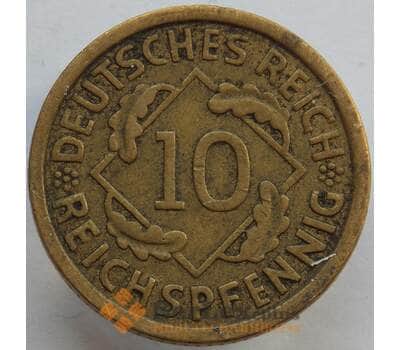 DEUTSCHES REICH
10
REICHSPFENNIG